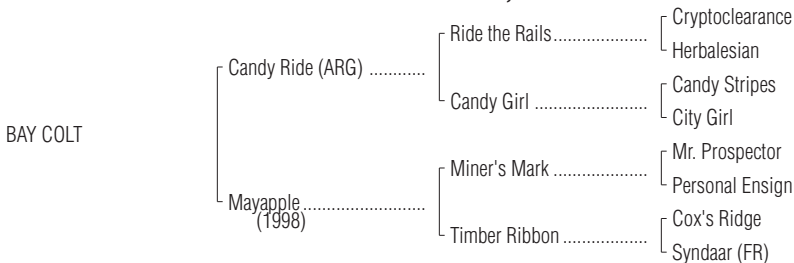 Cryptoclearance
Ride the Rails....................
Herbalesian
Candy Ride (ARG) ............
Candy Stripes
Candy Girl ........................
City Girl
BAY COLT
Mr. Prospector
Miner's Mark ....................
Personal Ensign
Mayapple..........................
(1998)
Cox's Ridge
Timber Ribbon ..................
Syndaar (FR)